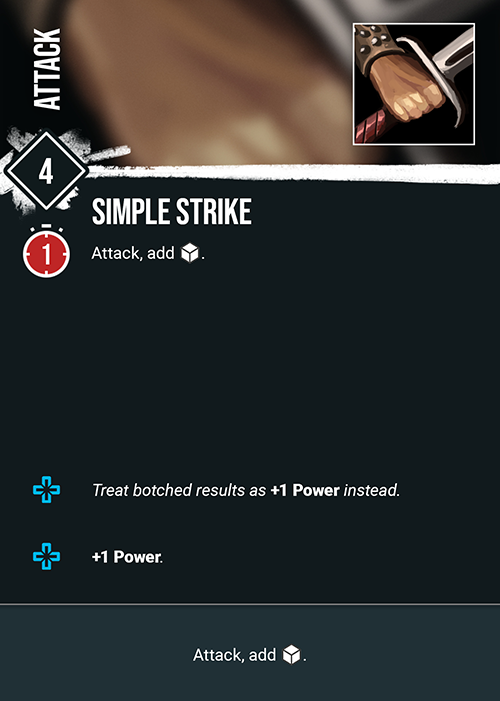 ATTACK
4
SIMPLE STRIKE
1
Attack, add .
Treat botched results as +1 Power instead.
+1 Power.
Attack, add .